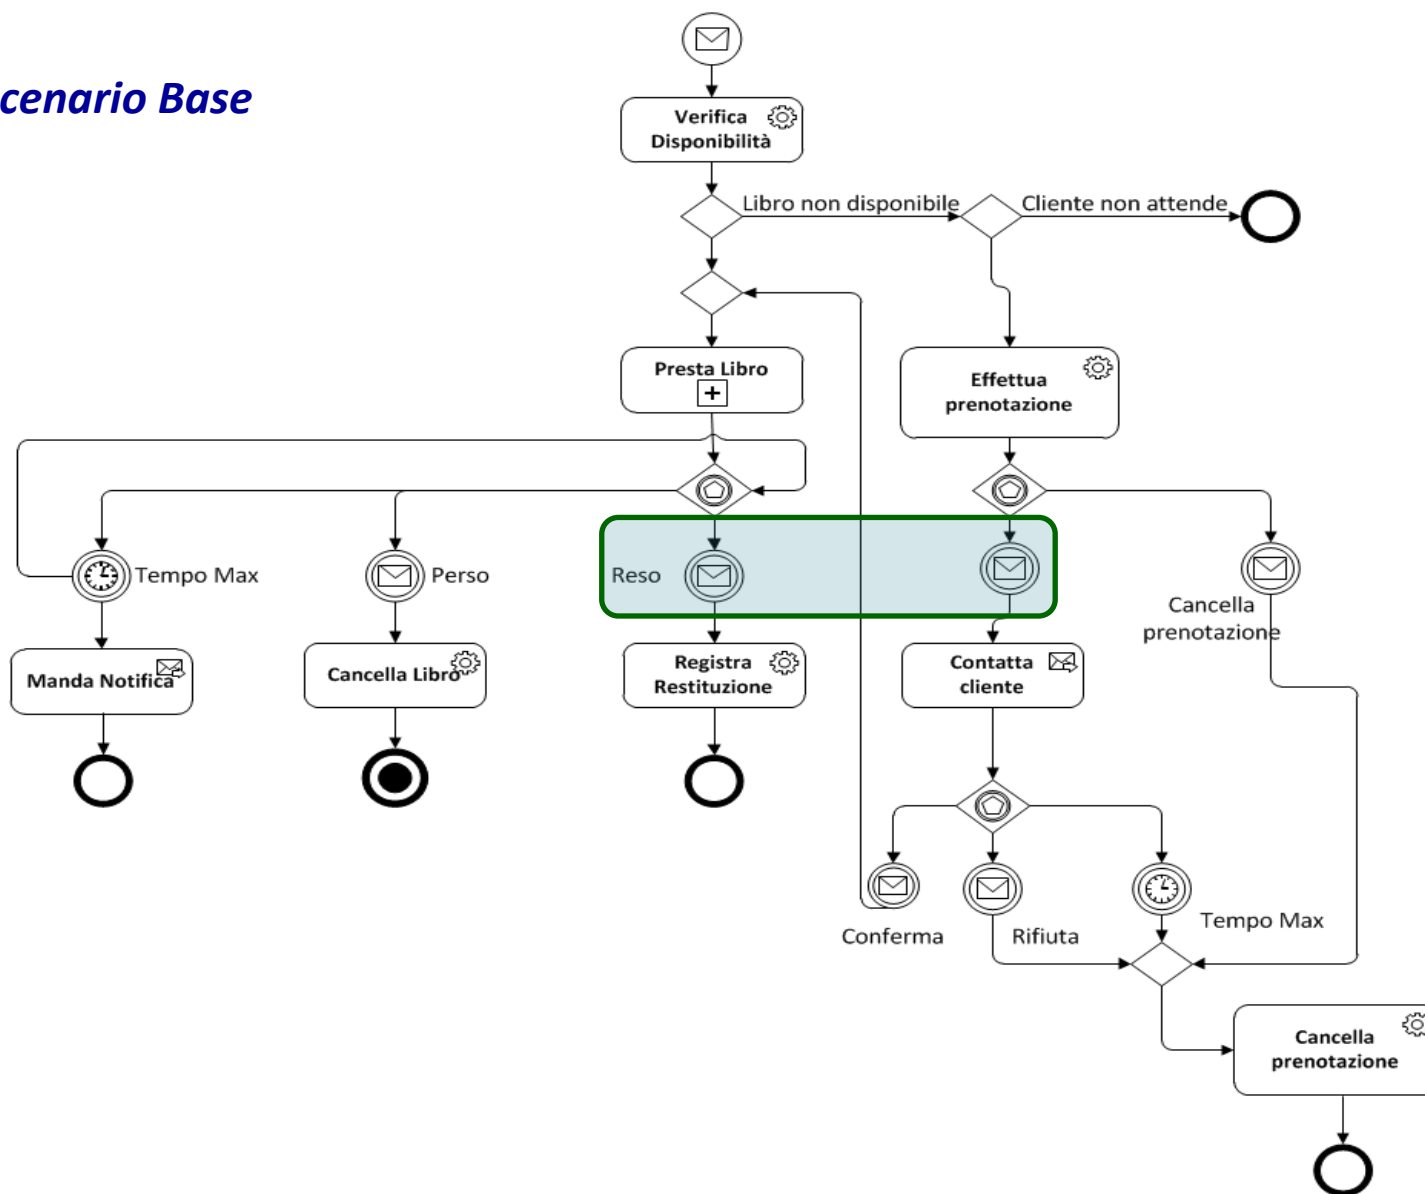 cenario Base
Verifica
Disponibilità
Libro non disponibile
Cliente non attende
Presta Libro
Effettua
prenotazione
Tempo Max
Perso
Reso
Cancella
prenotazione
Manda Notifica
Cancella Libro
Registra
Restituzione
Contatta
cliente
Conferma
Rifiuta
Tempo Max
Cancella
prenotazione